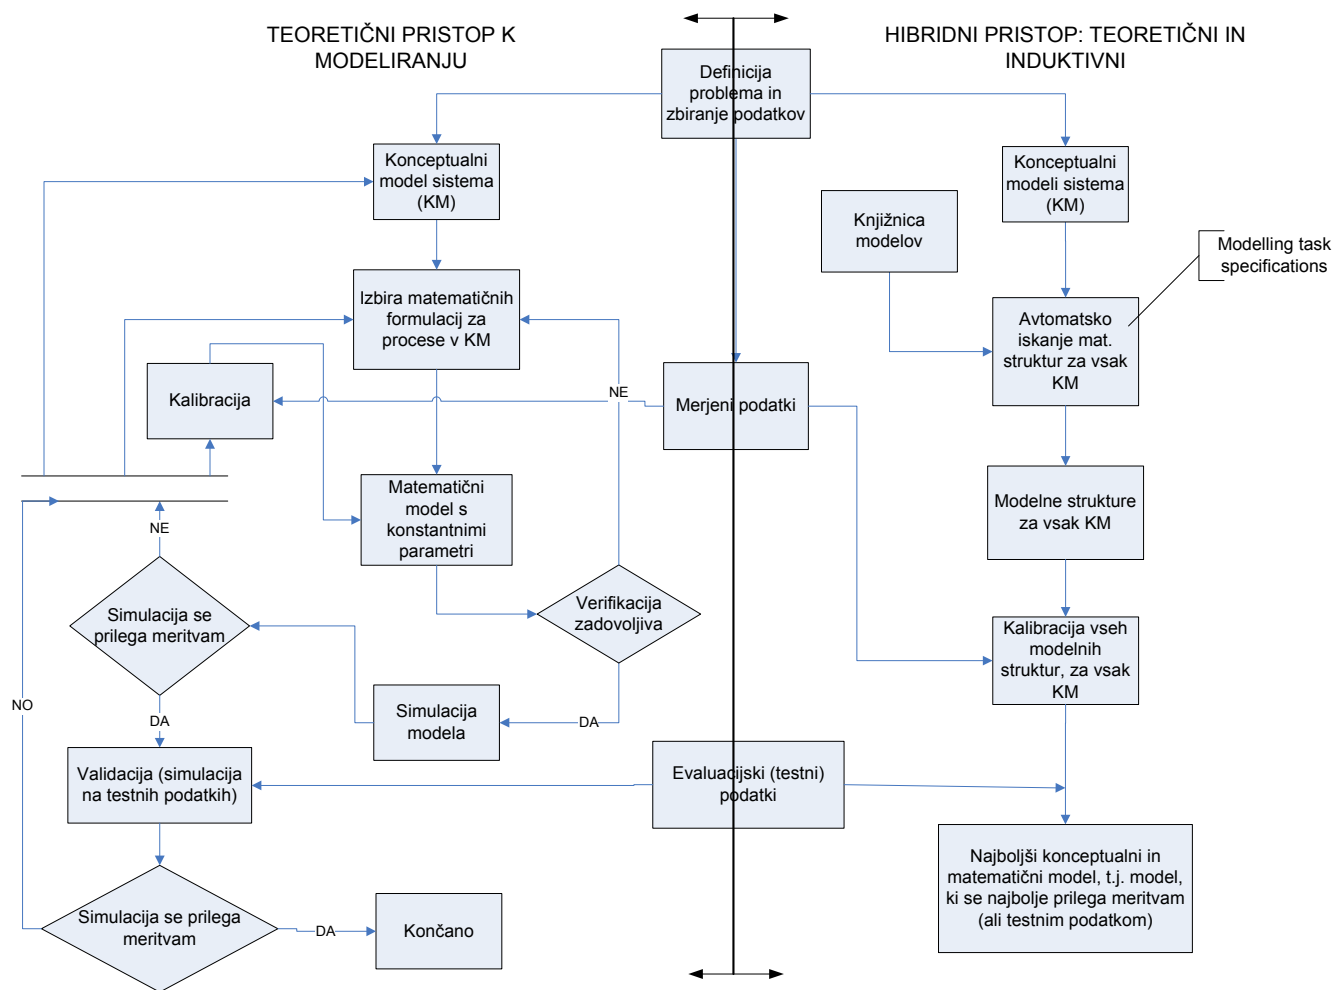 TEORETIČNI PRISTOP K
MODELIRANJU
HIBRIDNI PRISTOP: TEORETIČNI IN
INDUKTIVNI
Definicija
problema in
zbiranje podatkov
Konceptualni
model sistema
(KM)
Konceptualni
modeli sistema
(KM)
Knjižnica
modelov
Modelling task
specifications
Izbira matematičnih
formulacij za
procese v KM
Avtomatsko
iskanje mat.
struktur za vsak
KM
Kalibracija
NE
Merjeni podatki
Matematični
model s
konstantnimi
parametri
Modelne strukture
za vsak KM
NE
Simulacija se
prilega meritvam
Verifikacija
zadovoljiva
Kalibracija vseh
modelnih
struktur, za vsak
KM
NO
DA
Simulacija
modela
DA
Validacija (simulacija
na testnih podatkih)
Evaluacijski (testni)
podatki
Najboljši konceptualni in
matematični model, t.j. model,
ki se najbolje prilega meritvam
(ali testnim podatkom)
Simulacija se prilega
meritvam
DA
Končano